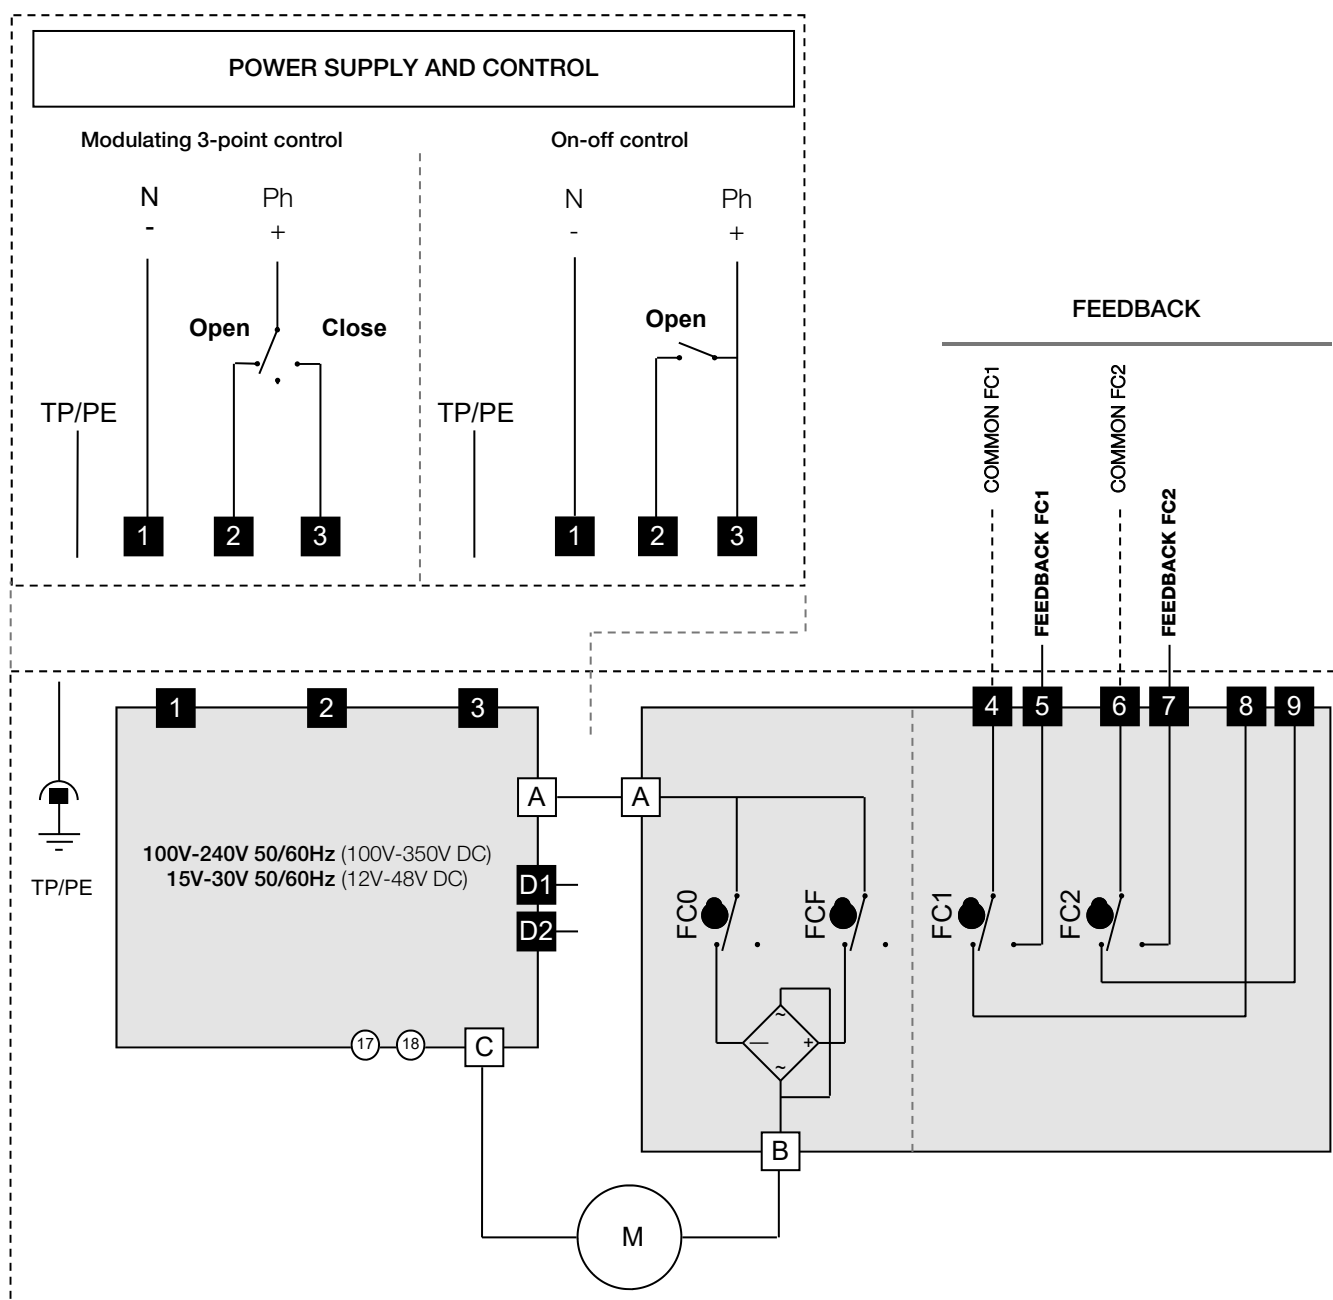 POWER SUPPLY AND CONTROL
Modulating 3-point control
On-off control
N
Ph
-
+
Open
Close
TP/PE
1
2
3
N
Ph
-
+
Open
TP/PE
1
2
3
FEEDBACK
COMMON FC1
FEEDBACK FC1
COMMON FC2
FEEDBACK FC2
1
2
3
4
5
6
7
8
9
A
A
TP/PE
100V-240V 50/60Hz (100V-350V DC)
15V-30V 50/60Hz (12V-48V DC)
D1
D2
FC0
FCF
FC1
FC2
~
—
+
~
17
18
C
B
M